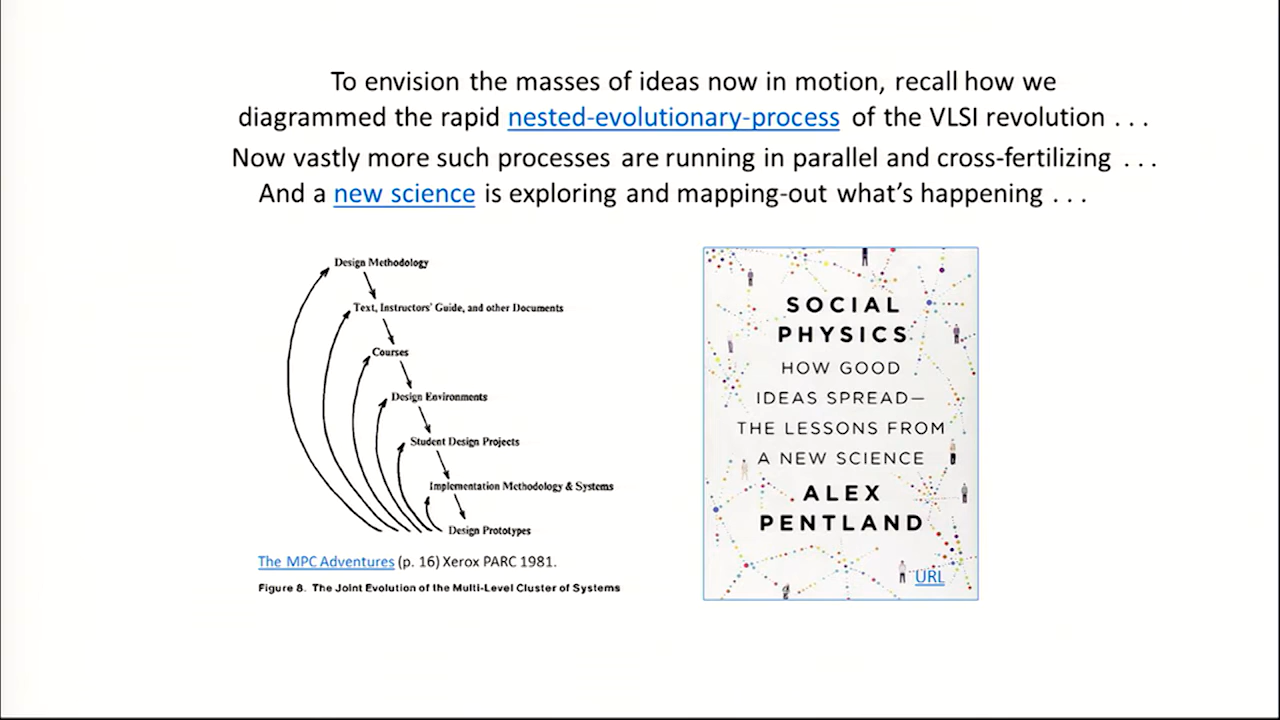 To envision the masses of ideas now in motion, recall how we
diagrammed the rapid nested-evolutionary-process of the VLSI revolution . . .
Now vastly more such processes are running in parallel and cross-fertilizing . . .
And a new science is exploring and mapping-out what's happening . . .
Design Methodology
Text, Instructors' Guide, and other Documents
Courses
Design Environments
Student Design Projects
Implementation Methodology & Systems
Design Prototypes
The MPC Adventures (p. 16) Xerox PARC 1981.
Figure 8. The Joint Evolution of the Multi-Level Cluster of Systems
SOCIAL
PHYSICS
HOW GOOD
IDEAS SPREAD—
THE LESSONS FROM
A NEW SCIENCE
ALEX
PENTLAND
URL